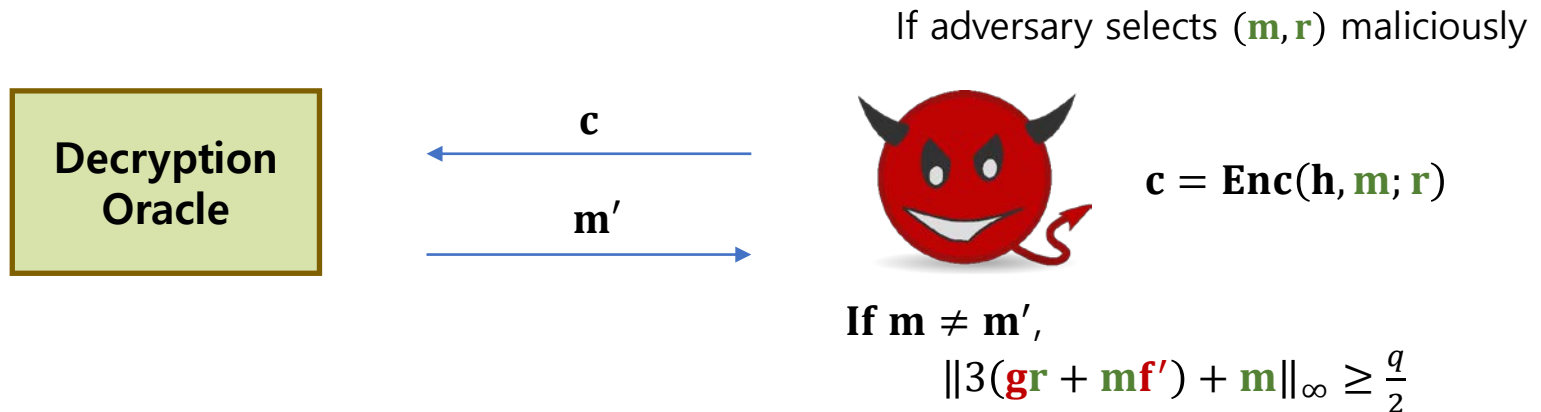 If adversary selects (m, r) maliciously
Decryption
Oracle
c
m′
c = Enc(h, m; r)
If m ≠ m′,
‖3(gr + mf′) + m‖∞ ≥ q/2